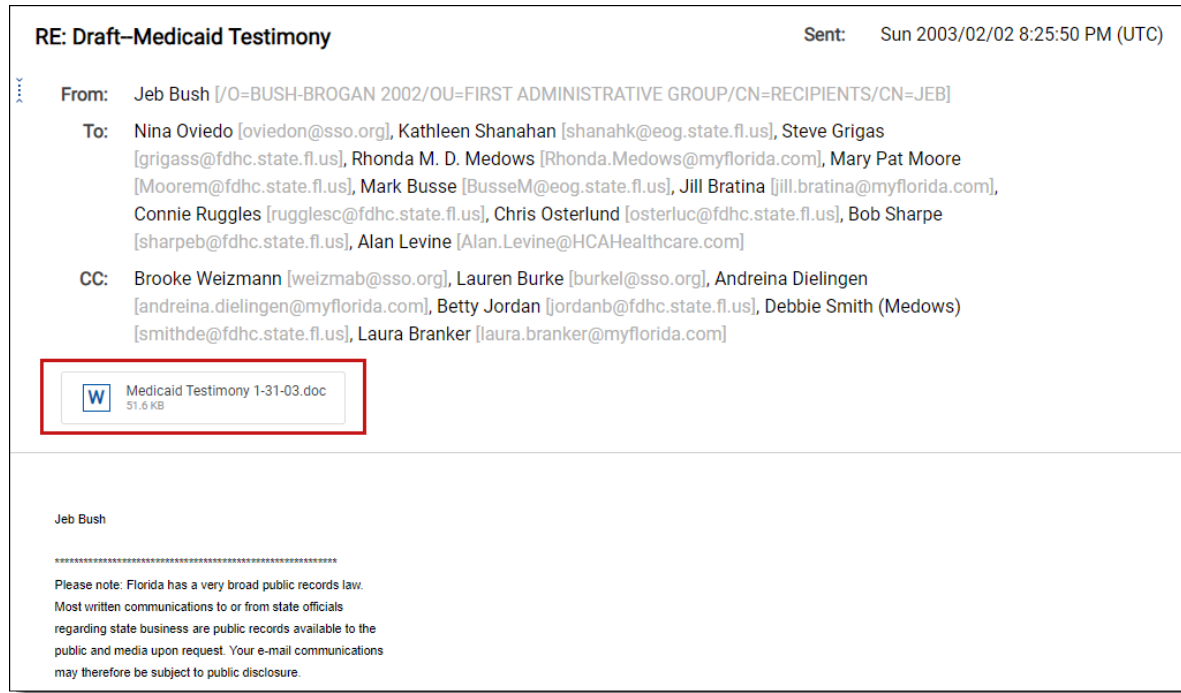 RE: Draft--Medicaid Testimony
Sent: Sun 2003/02/02 8:25:50 PM (UTC)
From: Jeb Bush [/O=BUSH-BROGAN 2002/OU=FIRST ADMINISTRATIVE GROUP/CN=RECIPIENTS/CN=JEB]
To: Nina Oviedo [oviedon@sso.org], Kathleen Shanahan [shanahk@eog.state.fl.us], Steve Grigas
[grigass@fdhc.state.fl.us], Rhonda M. D. Medows [Rhonda.Medows@myflorida.com], Mary
Pat Moore
[Moorem@fdhc.state.fl.us], Mark Busse [BusseM@eog.state.fl.us], Jill Bratina [jill.bratina@myflorida.com],
Connie Ruggles [rugglesc@fdhc.state.fl.us], Chris Osterlund [osterluc@fdhc.state.fl.us], Bob Sharpe
[sharpeb@fdhc.state.fl.us], Alan Levine [Alan.Levine@HCAHealthcare.com]
CC: Brooke Weizmann [weizmab@sso.org], Lauren Burke [burkel@sso.org], Andreina Dielingen
[andreina.dielingen@myflorida.com], Betty Jordan [jordanb@fdhc.state.fl.us], Debbie Smith (Medows)
[smithde@fdhc.state.fl.us], Laura Branker [laura.branker@myflorida.com]
W Medicaid Testimony 1-31-03.doc
51.6 KB
Jeb Bush
***********************************************************
Please note: Florida has a very broad public records law.
Most written communications to or from state officials
regarding state business are public records available to the
public and media upon request. Your e-mail communications
may therefore be subject to public disclosure.